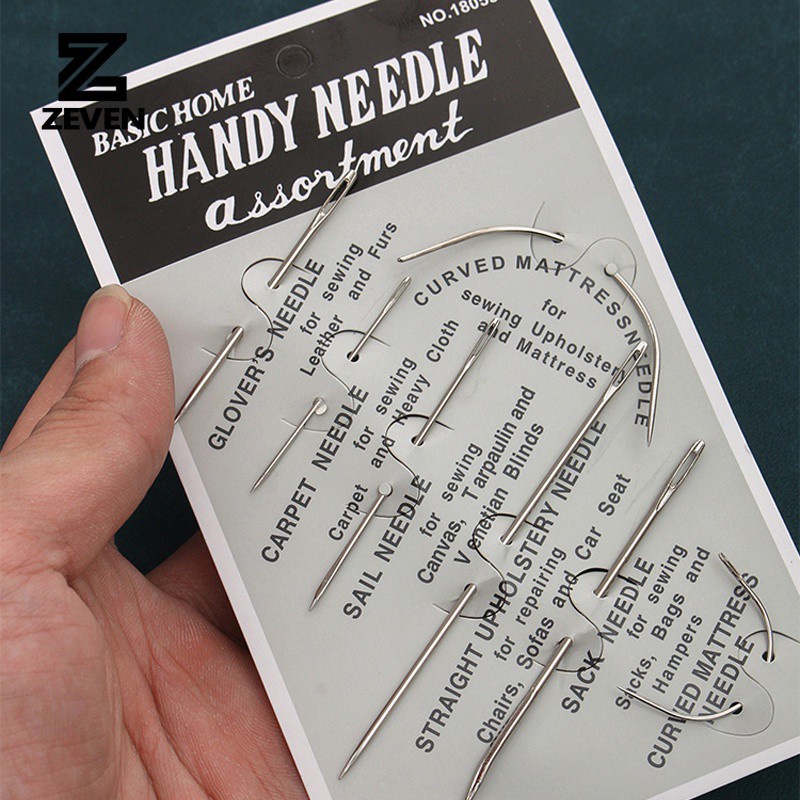 NO.18093
ZEVEN
BASIC HOME
HANDY NEEDLE
assortment
GLOVER'S NEEDLE
for sewing
Leather and Furs
CURVED MATTRESSNEEDLE
for
sewing Upholstery
and Mattress
CARPET NEEDLE
for sewing
Carpet and Heavy Cloth
SAIL NEEDLE
for sewing
Canvas, Tarpaulin and
Venetian Blinds
STRAIGHT UPHOLSTERY NEEDLE
for repairing
Chairs, Sofas and Car Seat
SACK NEEDLE
for sewing
Sacks, Bags and
Hampers
CURVED MATTRESS
NEEDLE